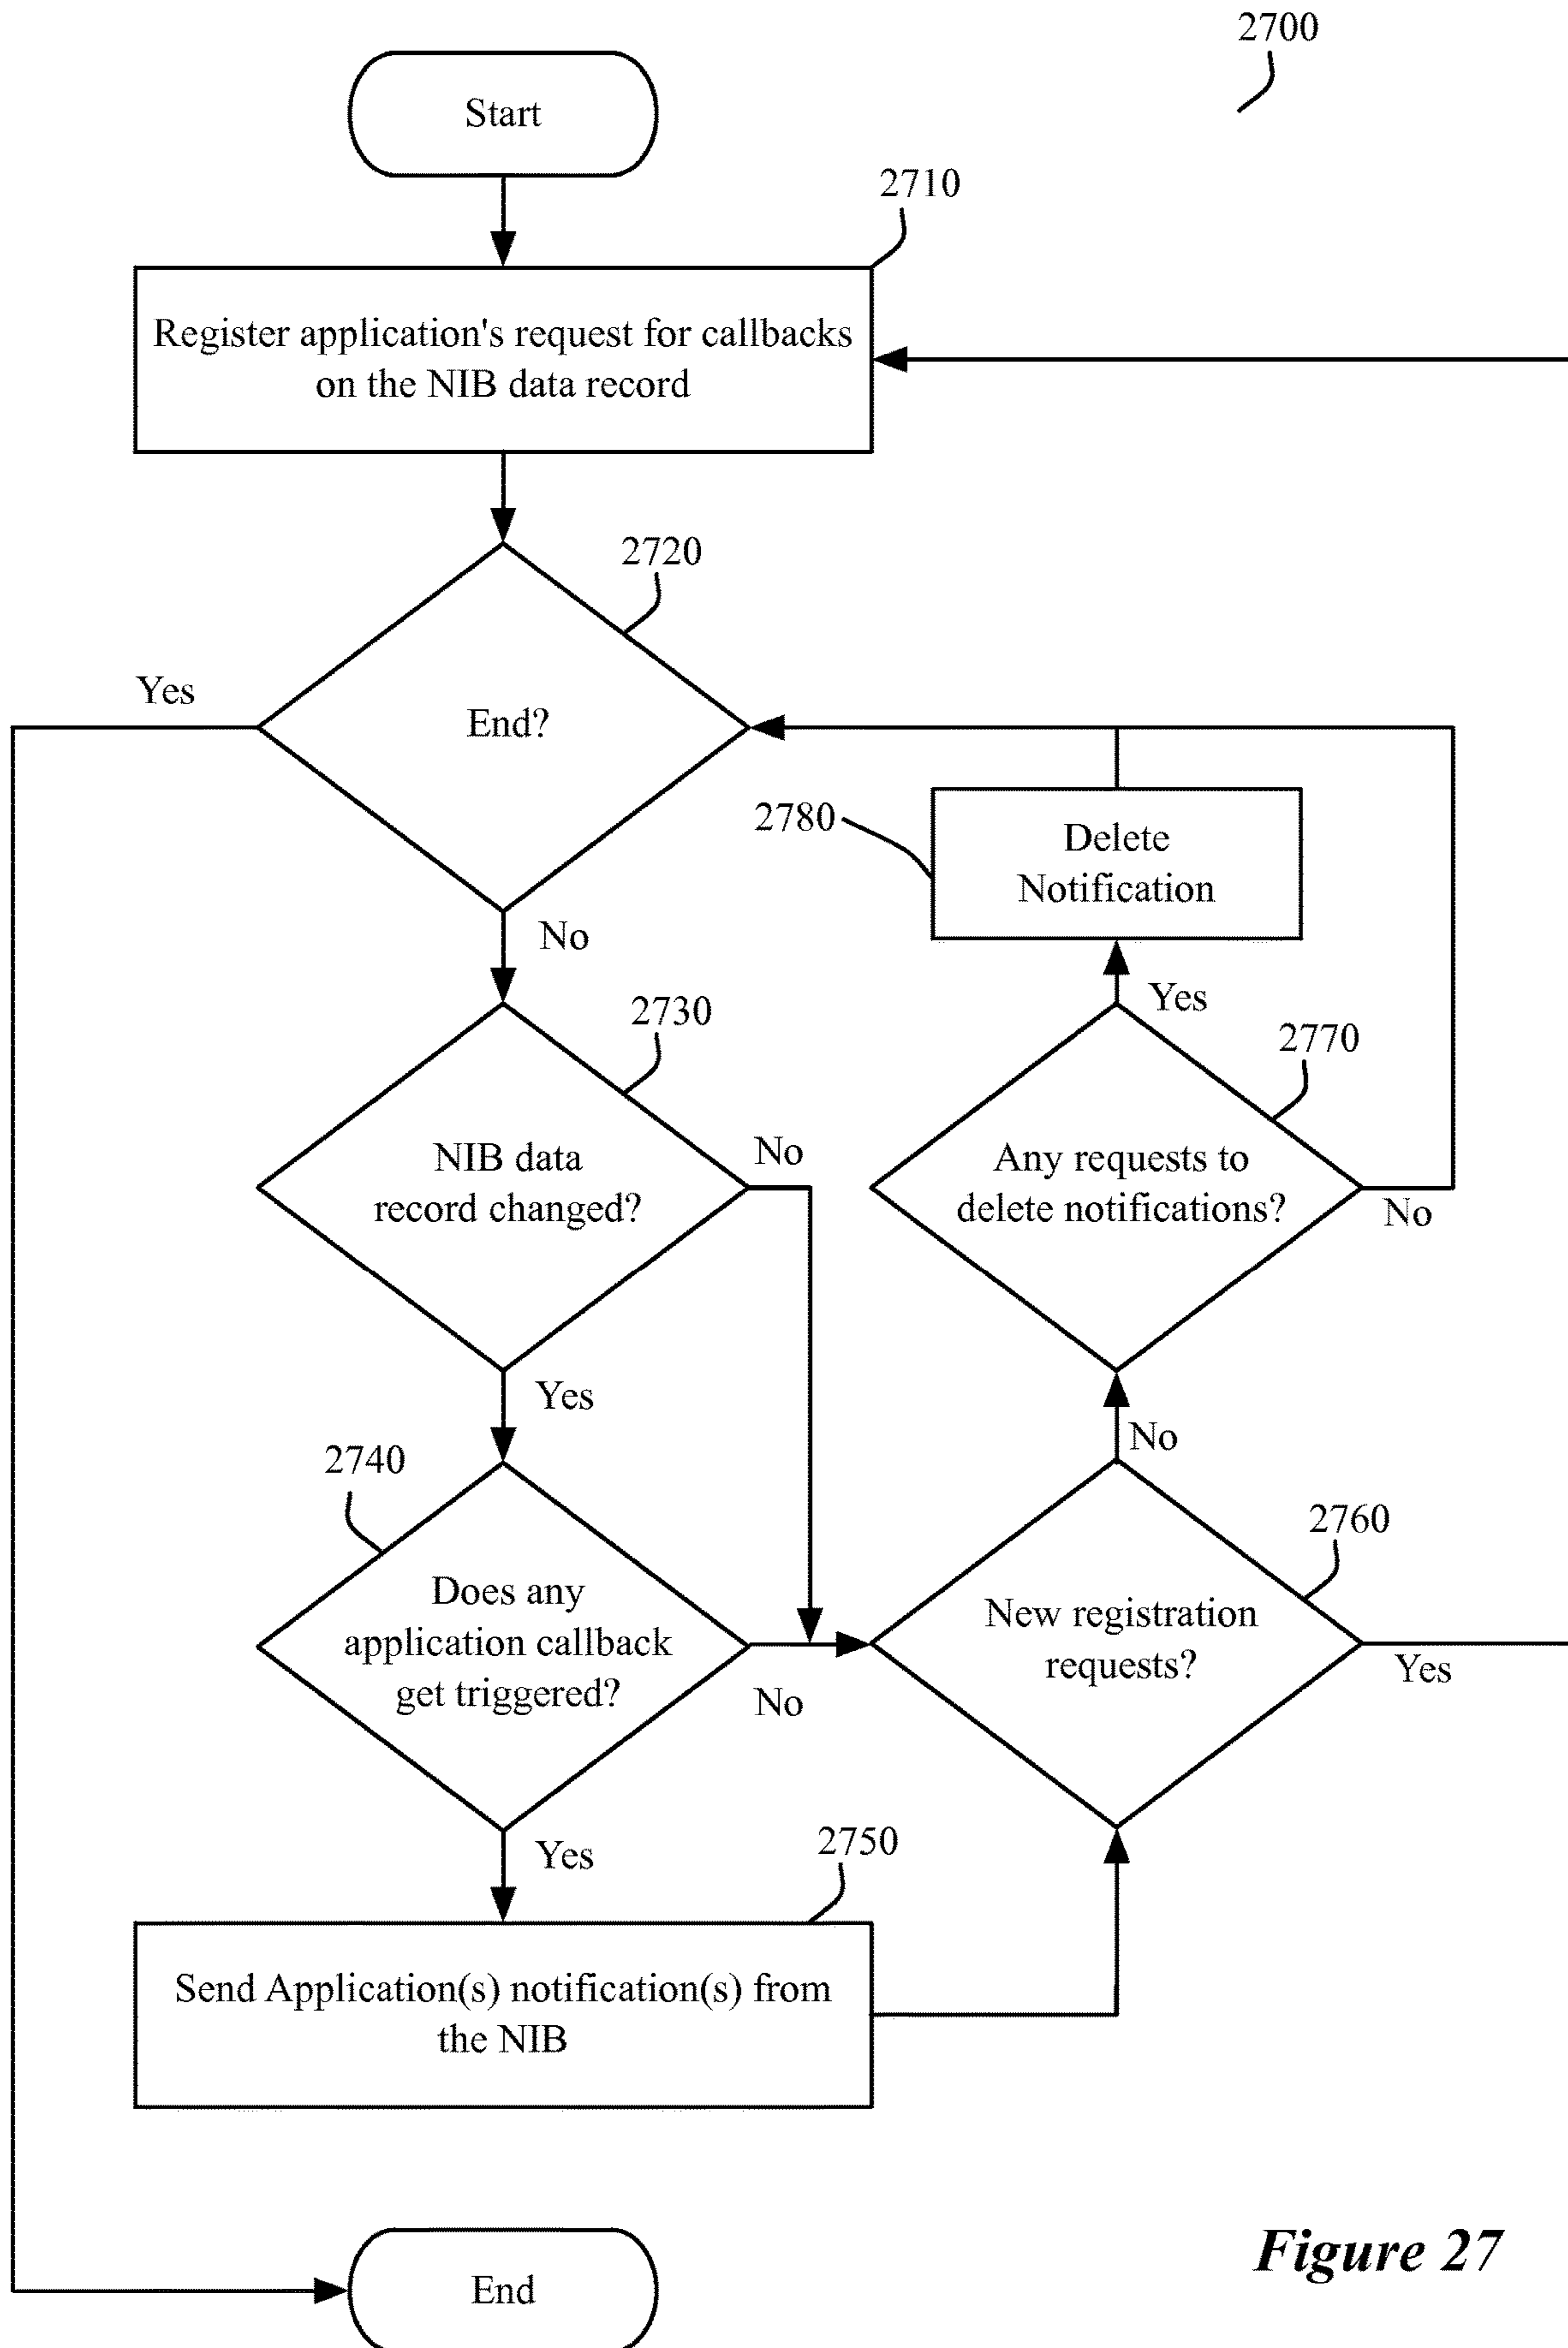 2700
Start
2710
Register application's request for callbacks
on the NIB data record
2720
Yes
End?
2780
Delete
Notification
No
Yes
2730
2770
NIB data
record changed?
No
Any requests to
delete notifications?
No
Yes
No
2740
2760
Does any
application callback
get triggered?
No
New registration
requests?
Yes
Yes
2750
Send Application(s) notification(s) from
the NIB
Figure 27
End